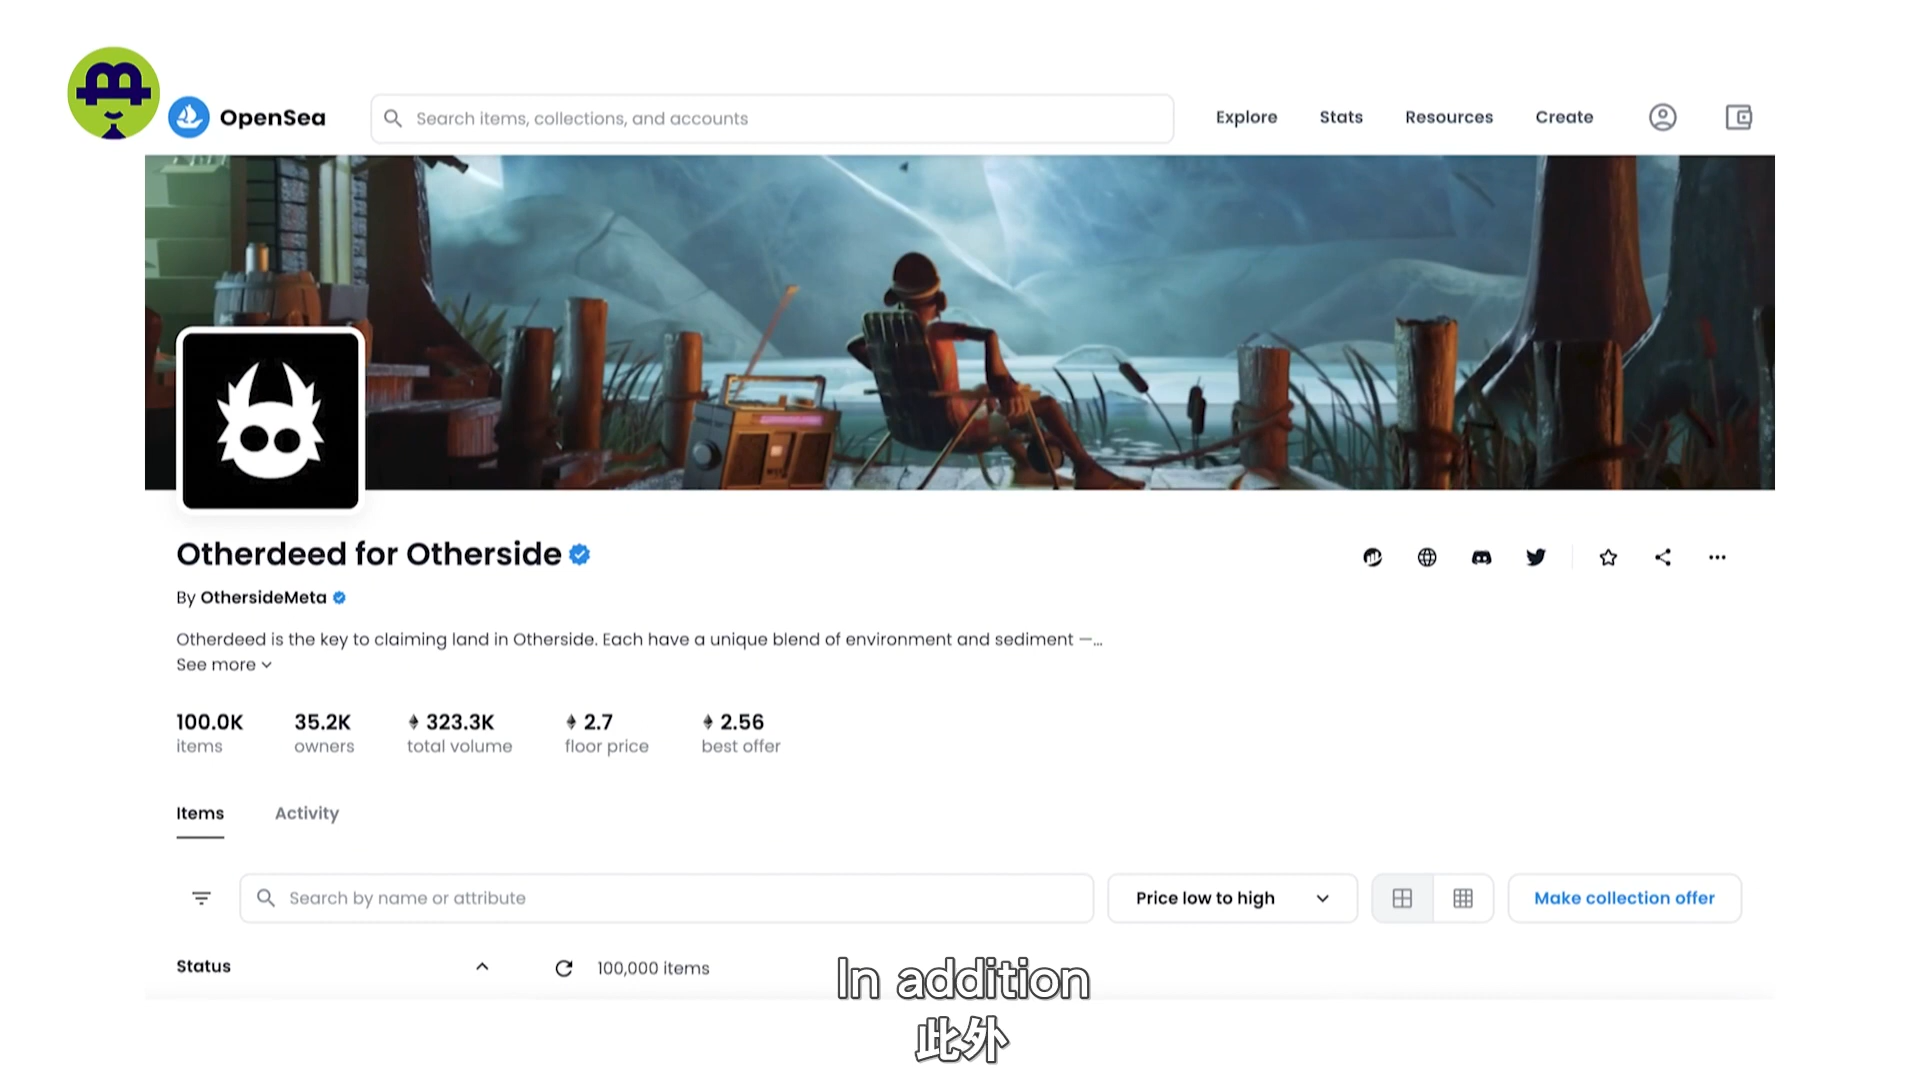 OpenSea
Search items, collections, and accounts
Explore
Stats
Resources
Create
Otherdeed for Otherside
By OthersideMeta
Otherdeed is the key to claiming land in Otherside. Each have a unique blend of environment and sediment —...
See more
100.0K
35.2K
323.3K
2.7
2.56
items
owners
total volume
floor price
best offer
Items
Activity
Search by name or attribute
Price low to high
Make collection offer
Status
100,000 items
In addition
此外